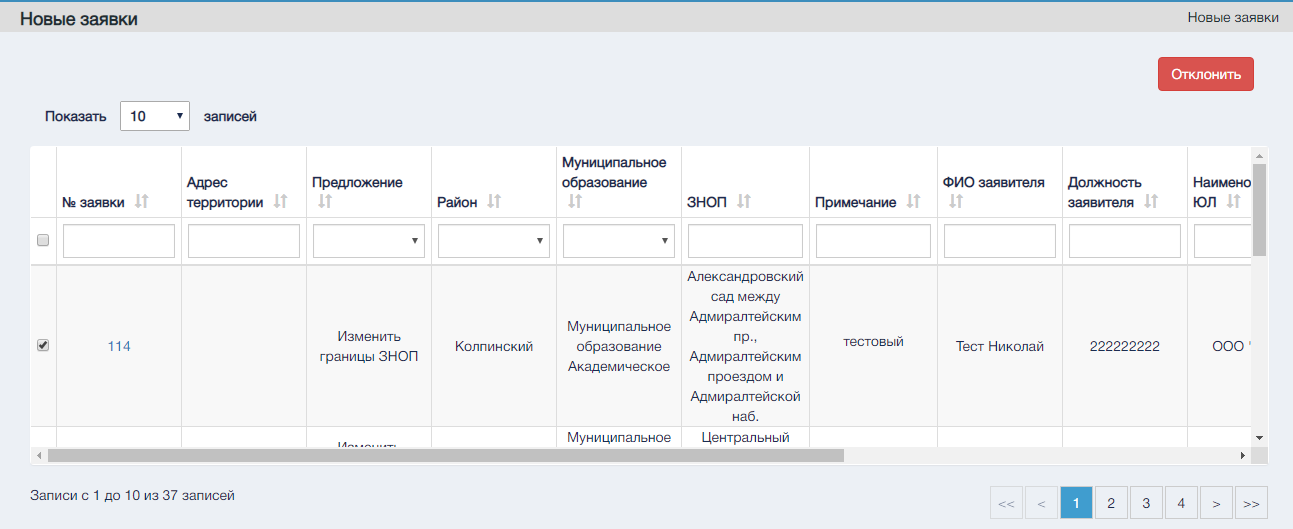 Новые заявки
Новые заявки
Отклонить
Показать 10 записей
№ заявки
Адрес
территории
Предложение
Район
Муниципальное
образование
ЗНОП
Примечание
ФИО заявителя
Должность
заявителя
Наимено
ЮЛ
114
Изменить
границы ЗНОП
Колпинский
Муниципальное
образование
Академическое
Александровский
сад между
Адмиралтейским
пр.,
Адмиралтейским
проездом и
Адмиралтейской
наб.
тестовый
Тест Николай
222222222
ООО
Изменить
Муниципальное
Центральный
Записи с 1 до 10 из 37 записей
<< < 1 2 3 4 > >>